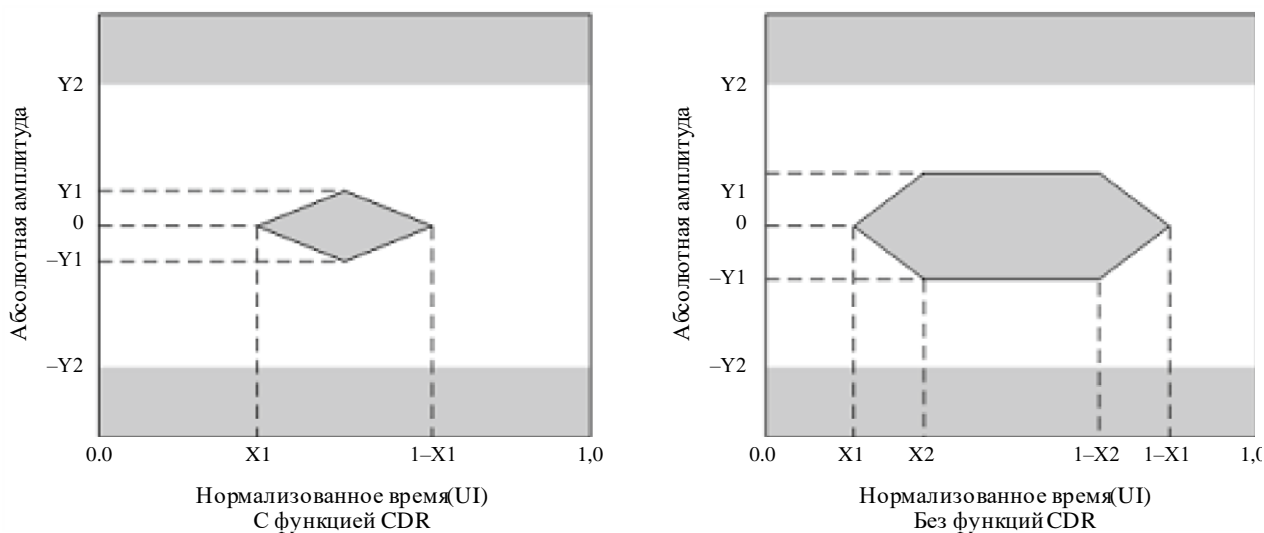 Абсолютная амплитуда
Y2
Y1
0
–Y1
–Y2
0.0
X1
1–X1
1,0
Нормализованное время(UI)
С функцией CDR
Абсолютная амплитуда
Y2
Y1
0
–Y1
–Y2
0.0
X1
X2
1–X2
1–X1
1,0
Нормализованное время(UI)
Без функций CDR